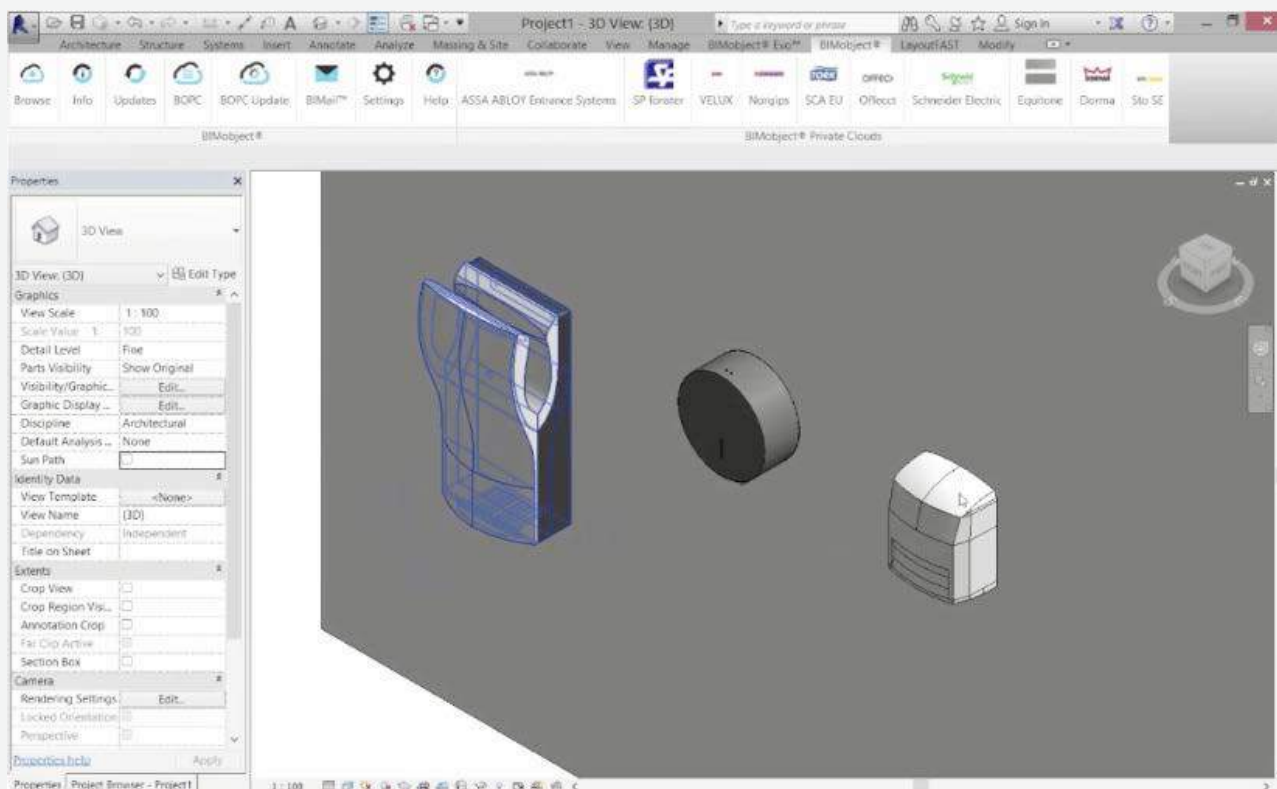 Project1 - 3D View: {3D}
Type a keyword or phrase
Sign In
Architecture Structure Systems Insert Annotate Analyze Massing & Site Collaborate View Manage BIMobject® Exo™ BIMobject® LayoutFAST Modify
Browse Info Updates BOPC BOPC Update BIMail™ Settings Help ASSA ABLOY Entrance Systems SP fönster VELUX Norgips SCA EU Offecct Schneider Electric Equitone Dorma Sto SE
BIMobject® BIMobject® Private Clouds
Properties
3D View
3D View: {3D} Edit Type
Graphics
View Scale 1 : 100
Scale Value 1: 100
Detail Level Fine
Parts Visibility Show Original
Visibility/Graphic... Edit...
Graphic Display ... Edit...
Discipline Architectural
Default Analysis ... None
Sun Path
Identity Data
View Template <None>
View Name {3D}
Dependency Independent
Title on Sheet
Extents
Crop View
Crop Region Visi...
Annotation Crop
Far Clip Active
Section Box
Camera
Rendering Settings Edit...
Locked Orientation
Perspective
Properties help Apply
Properties Project Browser - Project1
1 : 100